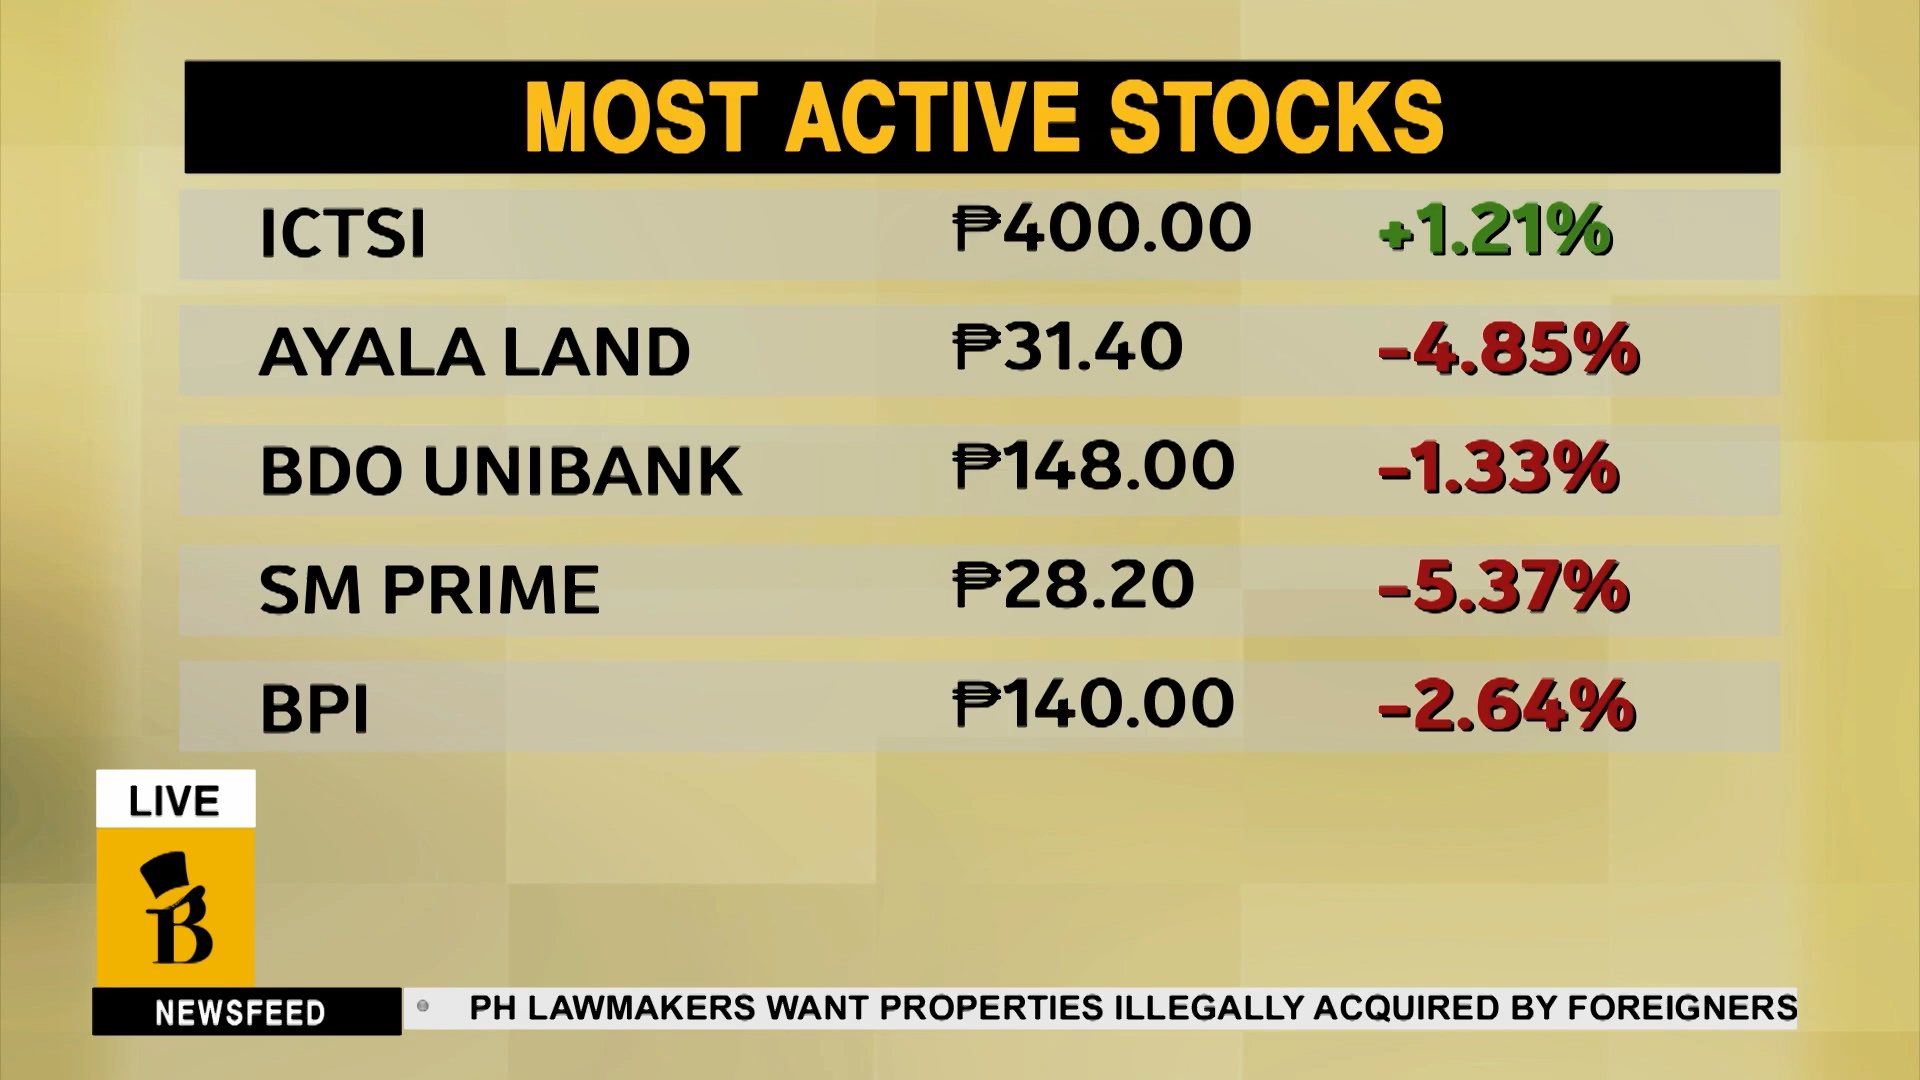 MOST ACTIVE STOCKS
ICTSI ₱400.00 +1.21%
AYALA LAND ₱31.40 -4.85%
BDO UNIBANK ₱148.00 -1.33%
SM PRIME ₱28.20 -5.37%
BPI ₱140.00 -2.64%
LIVE
B
NEWSFEED • PH LAWMAKERS WANT PROPERTIES ILLEGALLY ACQUIRED BY FOREIGNERS